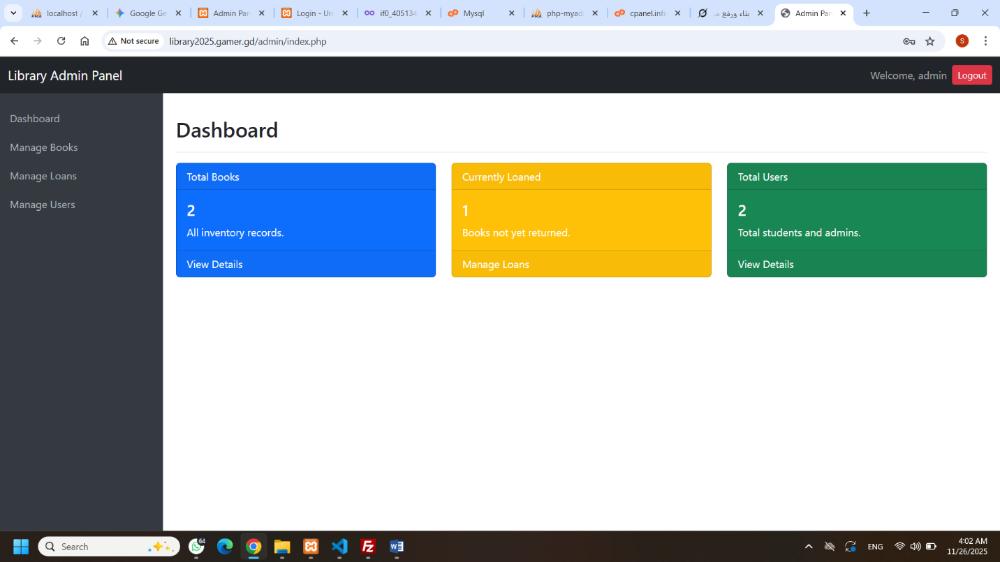 localhost /
Google Ge
Admin Pan
Login - Un
if0_405134
Mysql
php-myad
cpanel.infi
بناء ورفع مو
Admin Pan
Not secure
library2025.gamer.gd/admin/index.php
S
Library Admin Panel
Welcome, admin
Logout
Dashboard
Manage Books
Manage Loans
Manage Users
Dashboard
Total Books
2
All inventory records.
View Details
Currently Loaned
1
Books not yet returned.
Manage Loans
Total Users
2
Total students and admins.
View Details
Search
64
ENG
4:02 AM
11/26/2025